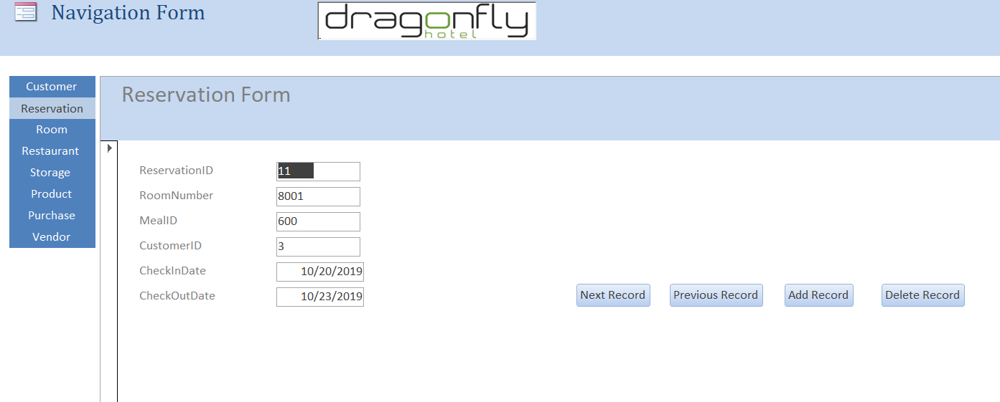 Navigation Form
dragonfly
hotel
Customer
Reservation
Room
Restaurant
Storage
Product
Purchase
Vendor
Reservation Form
ReservationID 11
RoomNumber 8001
MealID 600
CustomerID 3
CheckInDate 10/20/2019
CheckOutDate 10/23/2019
Next Record Previous Record Add Record Delete Record